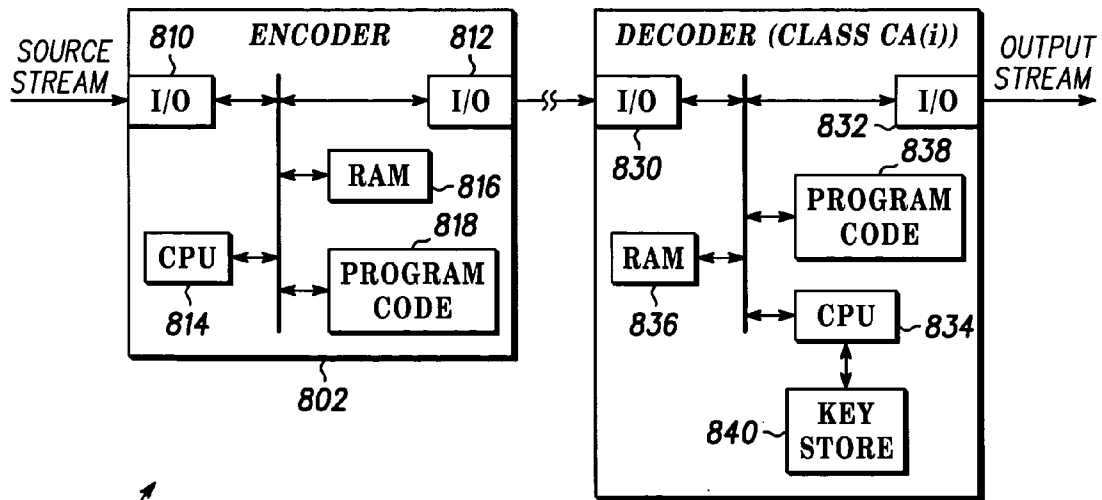 810
ENCODER
812
DECODER (CLASS CA(i))
SOURCE
STREAM
OUTPUT
STREAM
I/O
I/O
I/O
I/O
830
832
RAM
816
838
PROGRAM
CODE
818
CPU
814
PROGRAM
CODE
RAM
836
CPU
834
802
840
KEY
STORE